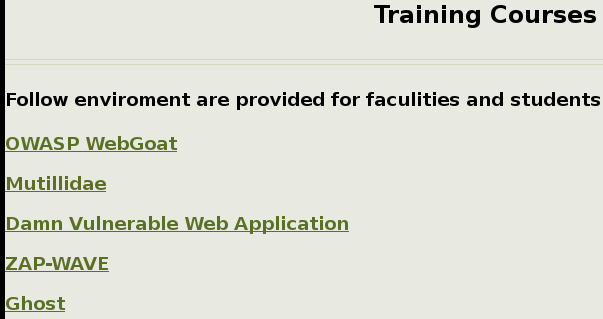 Training Courses
Follow enviroment are provided for faculities and students
OWASP WebGoat
Mutillidae
Damn Vulnerable Web Application
ZAP-WAVE
Ghost